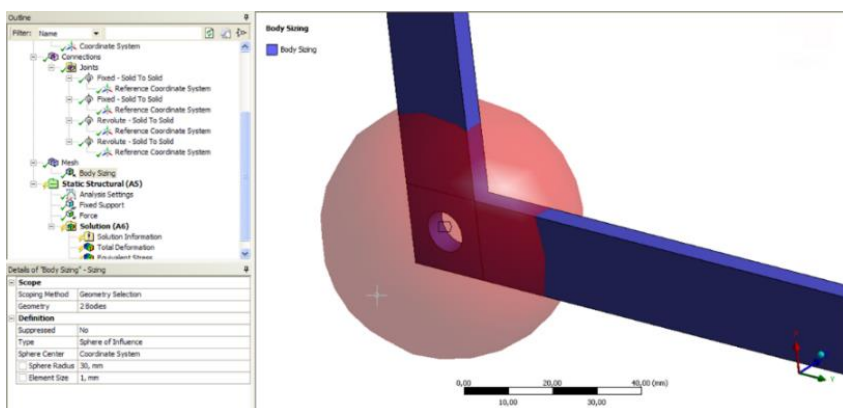 Outline
Filter: Name
Coordinate System
Connections
Joints
Fixed - Solid To Solid
Reference Coordinate System
Fixed - Solid To Solid
Reference Coordinate System
Revolute - Solid To Solid
Reference Coordinate System
Revolute - Solid To Solid
Reference Coordinate System
Mesh
Body Sizing
Static Structural (A5)
Analysis Settings
Fixed Support
Force
Solution (A6)
Solution Information
Total Deformation
Equivalent Stress
Details of "Body Sizing" - Sizing
Scope
Scoping Method Geometry Selection
Geometry 2 Bodies
Definition
Suppressed No
Type Sphere of Influence
Sphere Center Coordinate System
Sphere Radius 30, mm
Element Size 1, mm
Body Sizing
Body Sizing
0,00 20,00 40,00 (mm)
10,00 30,00
Y